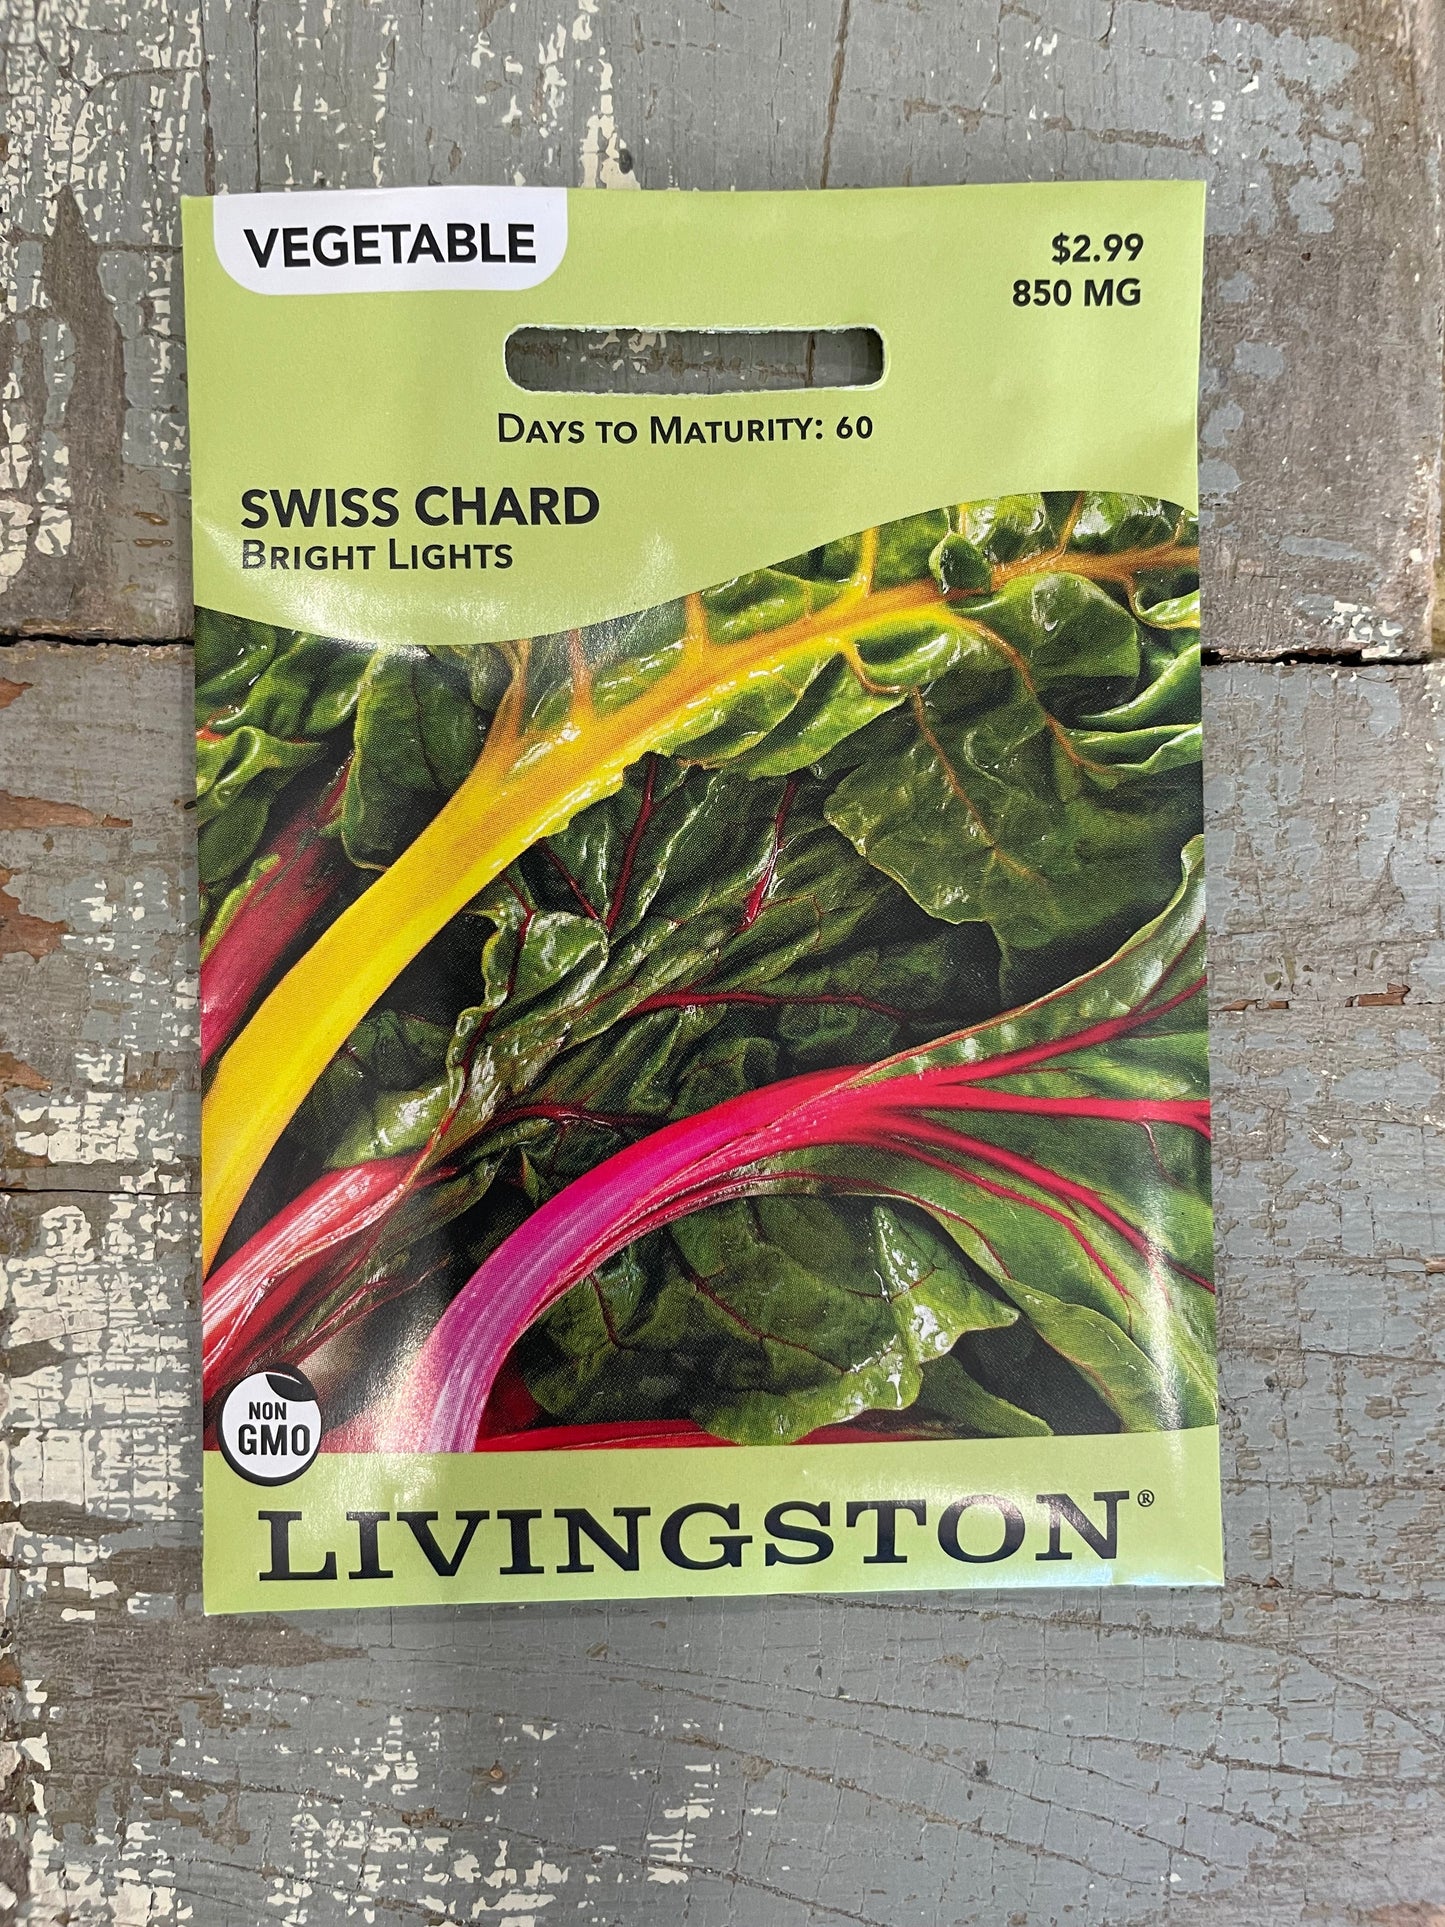 VEGETABLE
$2.99
850 MG
DAYS TO MATURITY: 60
SWISS CHARD
BRIGHT LIGHTS
NON
GMO
LIVINGSTON®